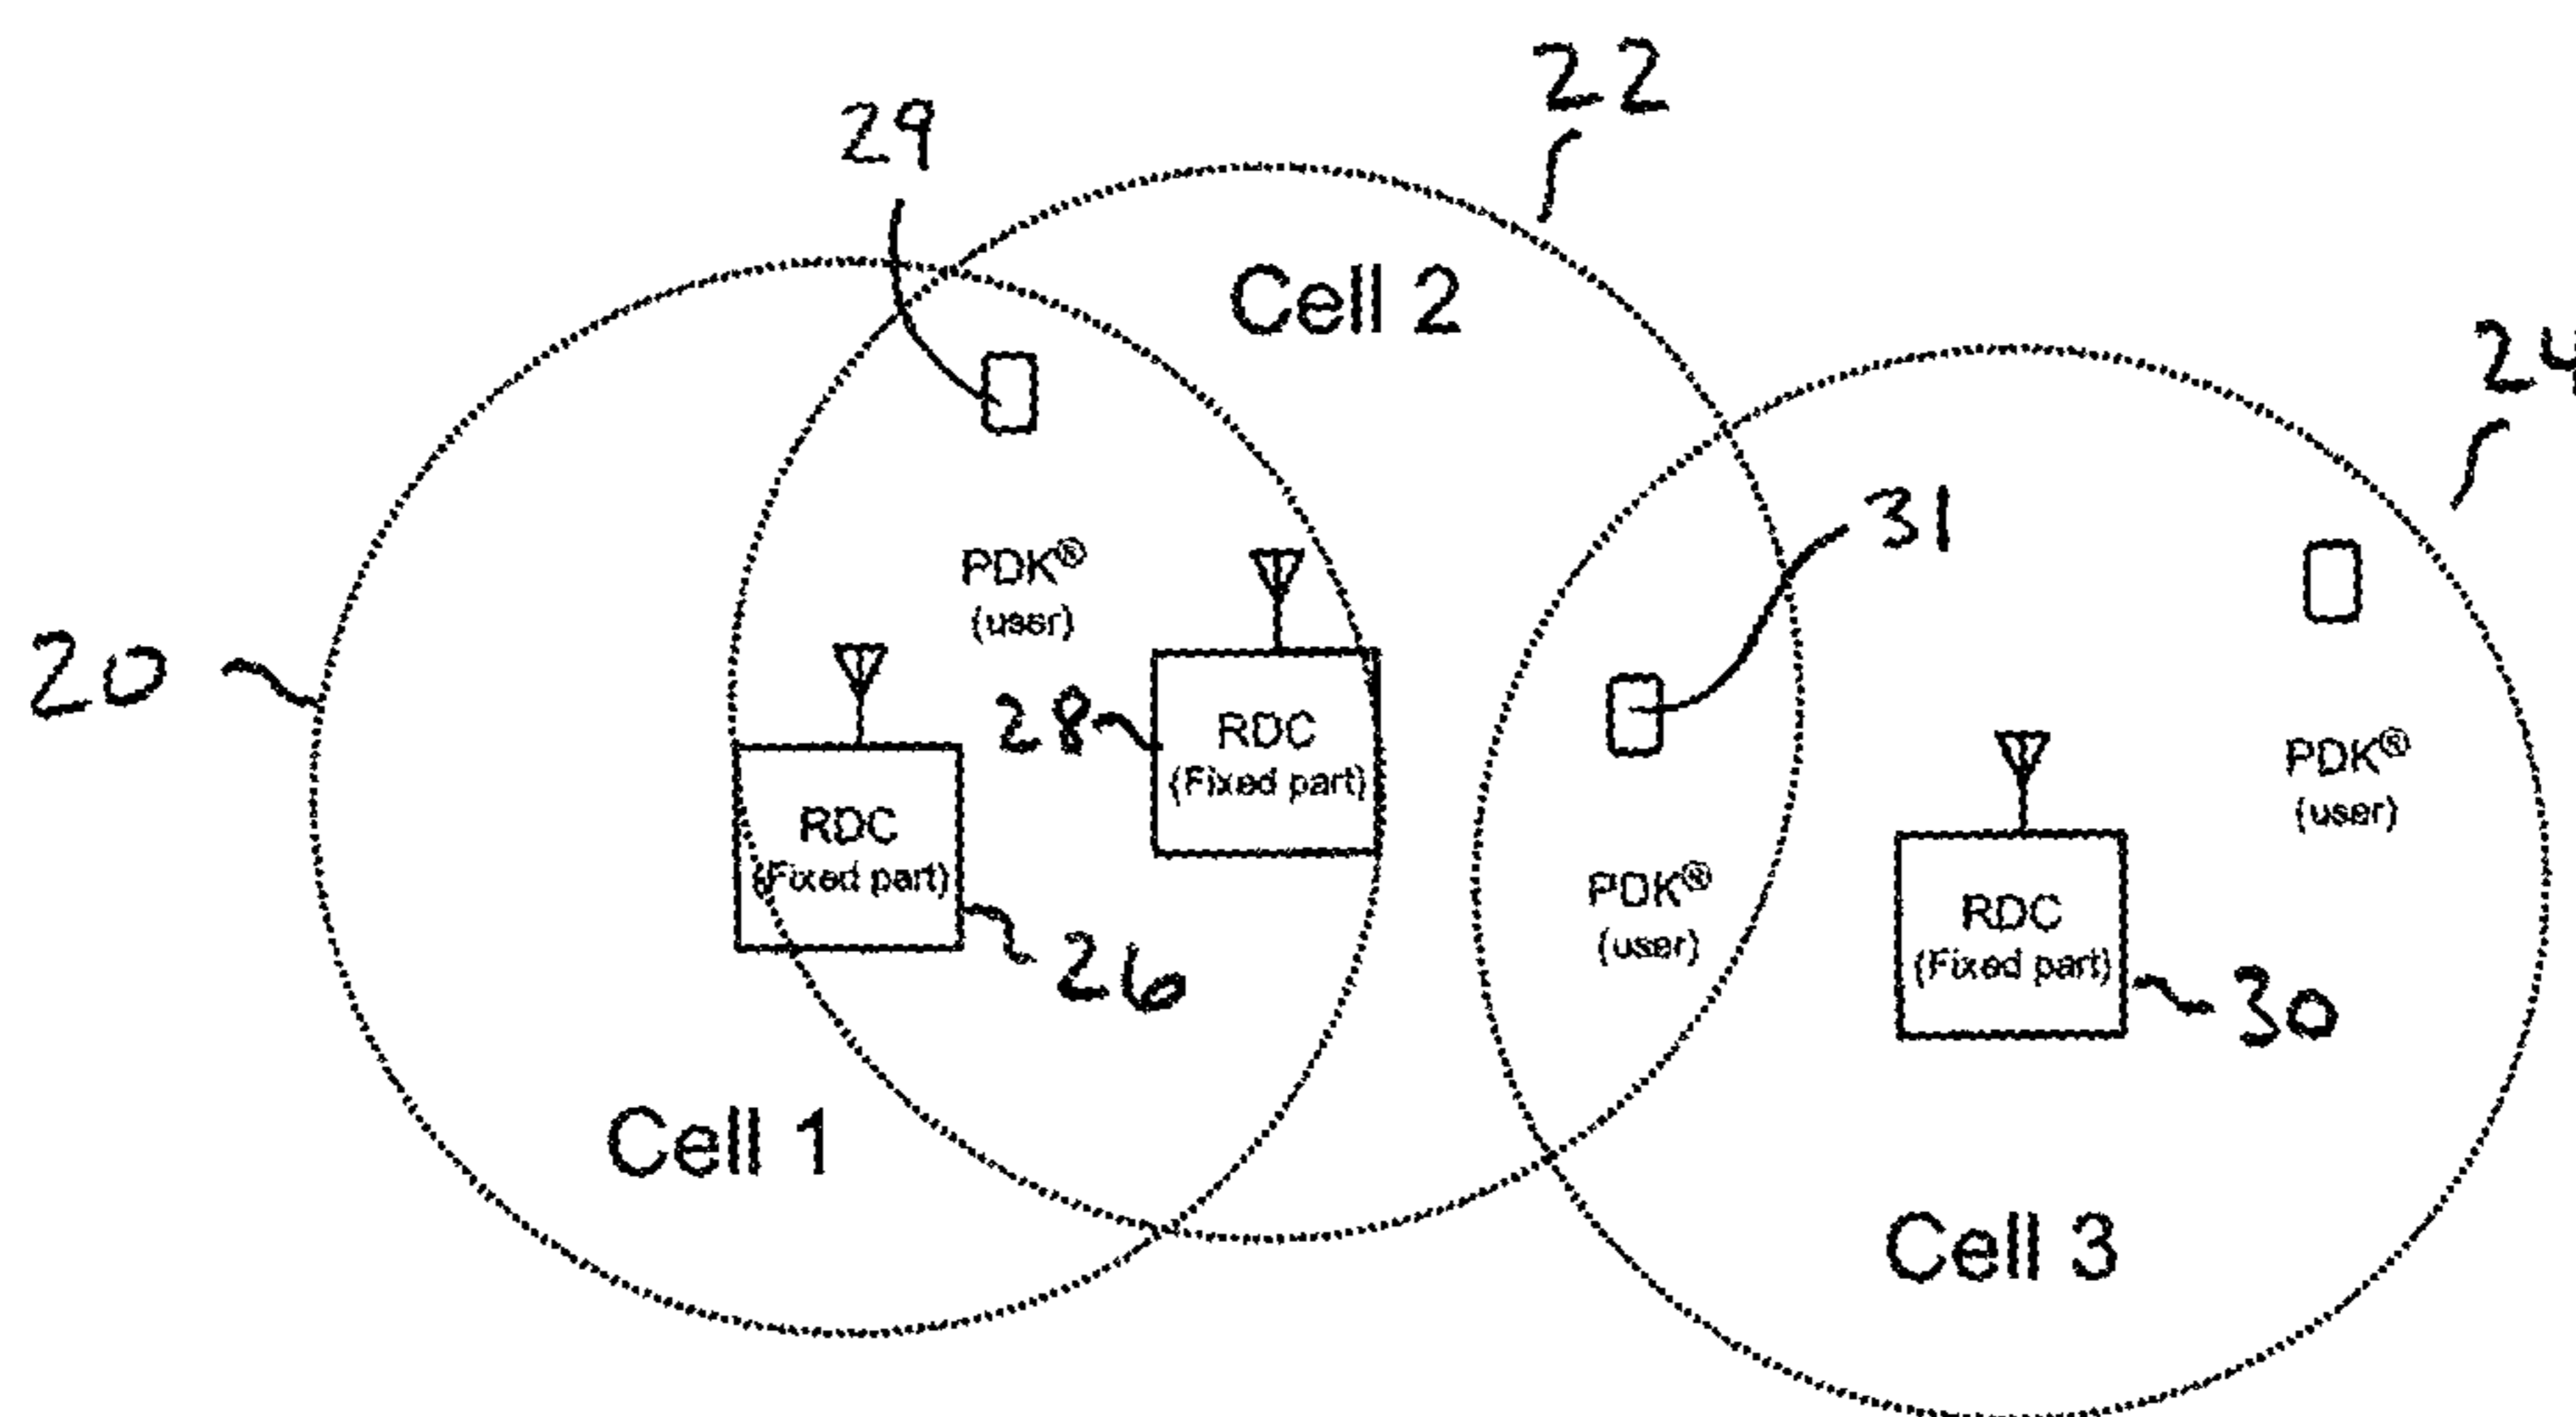 22
29
Cell 2
24
31
PDK®
(user)
20
28
RDC
(Fixed part)
PDK®
(user)
RDC
(Fixed part)
PDK®
(user)
RDC
(Fixed part)
26
30
Cell 1
Cell 3